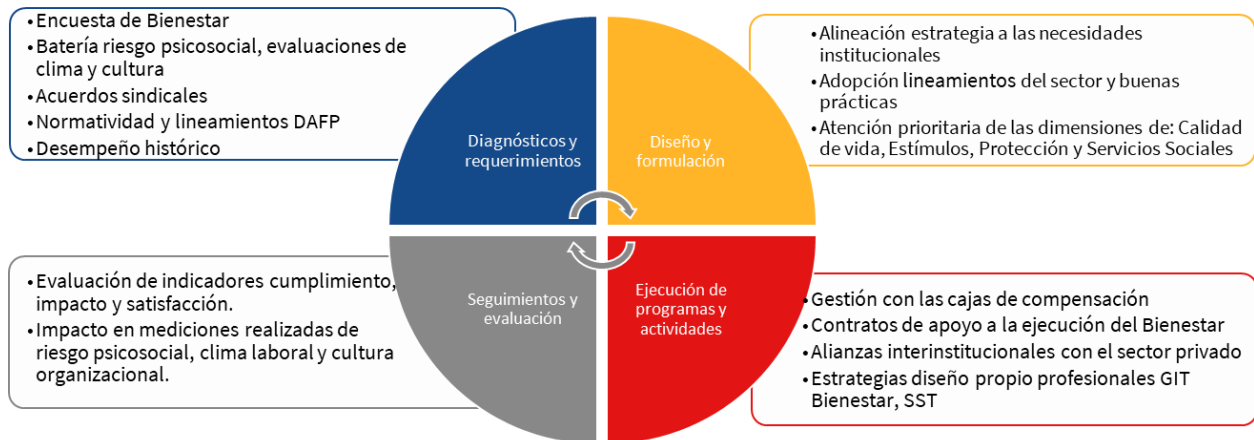 •Encuesta de Bienestar
•Batería riesgo psicosocial, evaluaciones de
clima y cultura
•Acuerdos sindicales
•Normatividad y lineamientos DAFP
•Desempeño histórico
Diagnósticos y
requerimientos
Diseño y
formulación
•Alineación estrategia a las necesidades
institucionales
•Adopción lineamientos del sector y buenas
prácticas
•Atención prioritaria de las dimensiones de: Calidad
de vida, Estímulos, Protección y Servicios Sociales
•Evaluación de indicadores cumplimiento,
impacto y satisfacción.
•Impacto en mediciones realizadas de
riesgo psicosocial, clima laboral y cultura
organizacional.
Seguimientos y
evaluación
Ejecución de
programas y
actividades
•Gestión con las cajas de compensación
•Contratos de apoyo a la ejecución del Bienestar
•Alianzas interinstitucionales con el sector privado
•Estrategias diseño propio profesionales GIT
Bienestar, SST